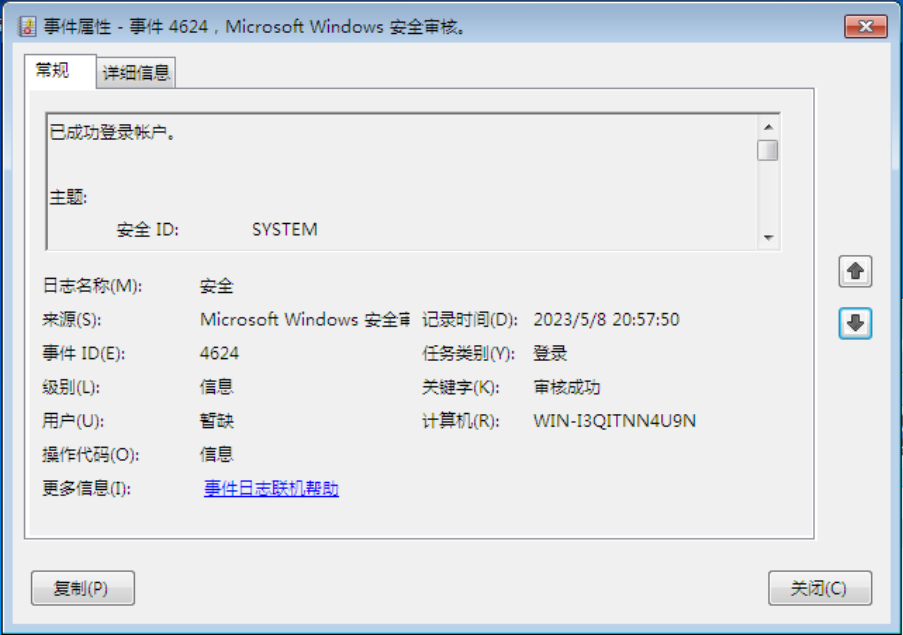 事件属性 - 事件 4624，Microsoft Windows 安全审核。
常规 详细信息
已成功登录帐户。
主题:
安全 ID: SYSTEM
日志名称(M): 安全
来源(S): Microsoft Windows 安全审 记录时间(D): 2023/5/8 20:57:50
事件 ID(E): 4624 任务类别(Y): 登录
级别(L): 信息 关键字(K): 审核成功
用户(U): 暂缺 计算机(R): WIN-I3QITNN4U9N
操作代码(O): 信息
更多信息(I): 事件日志联机帮助
复制(P) 关闭(C)